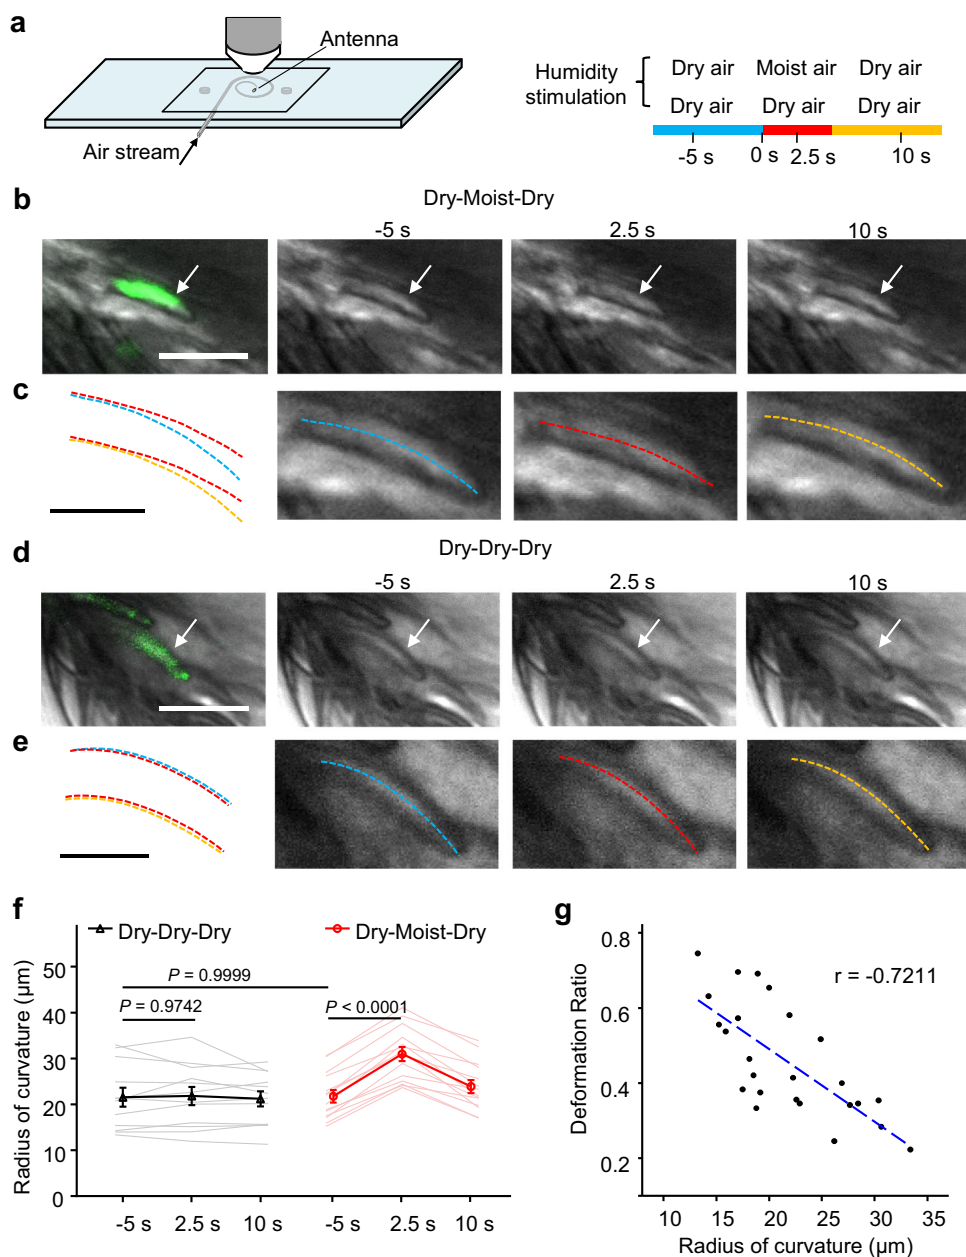 a
Antenna
Air stream
Humidity stimulation
Dry air Moist air Dry air
Dry air Dry air Dry air
-5 s 0 s 2.5 s 10 s
b
Dry-Moist-Dry
-5 s 2.5 s 10 s
c
d
Dry-Dry-Dry
-5 s 2.5 s 10 s
e
f
Dry-Dry-Dry
Dry-Moist-Dry
Radius of curvature (µm)
50
40
30
20
10
0
P = 0.9999
P = 0.9742
P < 0.0001
-5 s 2.5 s 10 s -5 s 2.5 s 10 s
g
Deformation Ratio
0.8
0.6
0.4
0.2
r = -0.7211
10 15 20 25 30 35
Radius of curvature (µm)